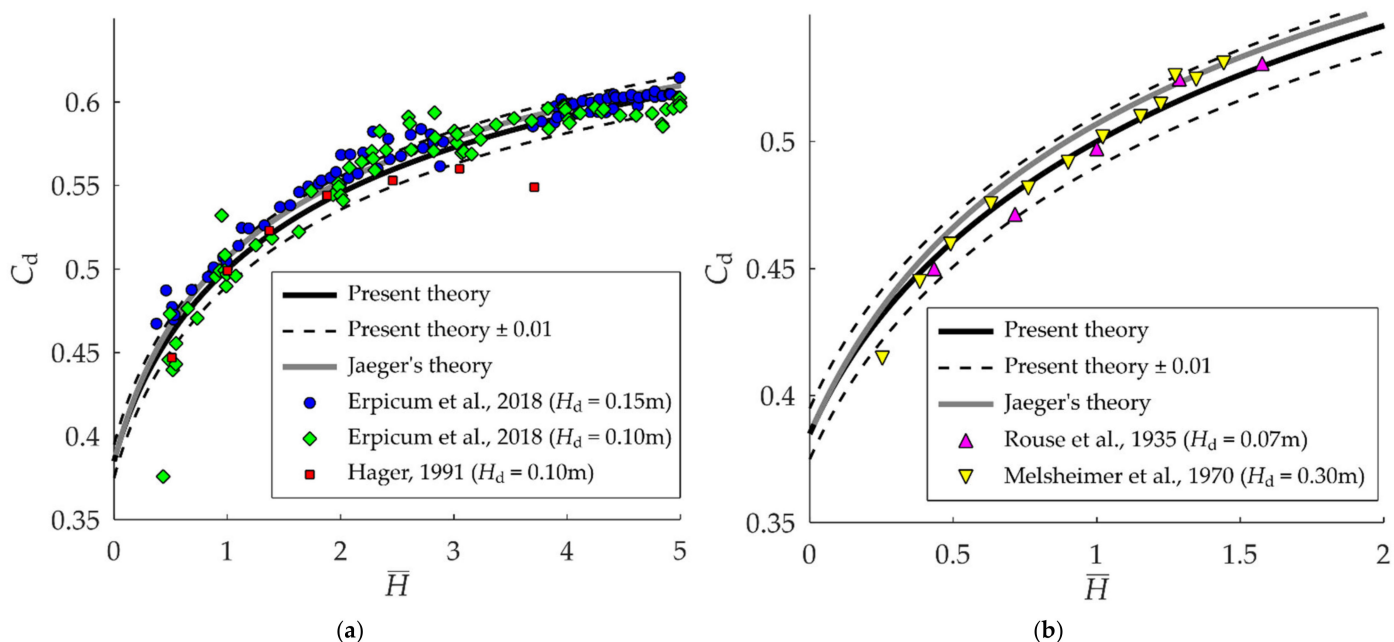 0.6
0.55
0.5
0.45
0.4
0.35
C_d
0 1 2 3 4 5
H̅
Present theory
Present theory ± 0.01
Jaeger's theory
Erpicum et al., 2018 (H_d = 0.15m)
Erpicum et al., 2018 (H_d = 0.10m)
Hager, 1991 (H_d = 0.10m)
(a)
0.5
0.45
0.4
0.35
C_d
0 0.5 1 1.5 2
H̅
Present theory
Present theory ± 0.01
Jaeger's theory
Rouse et al., 1935 (H_d = 0.07m)
Melsheimer et al., 1970 (H_d = 0.30m)
(b)